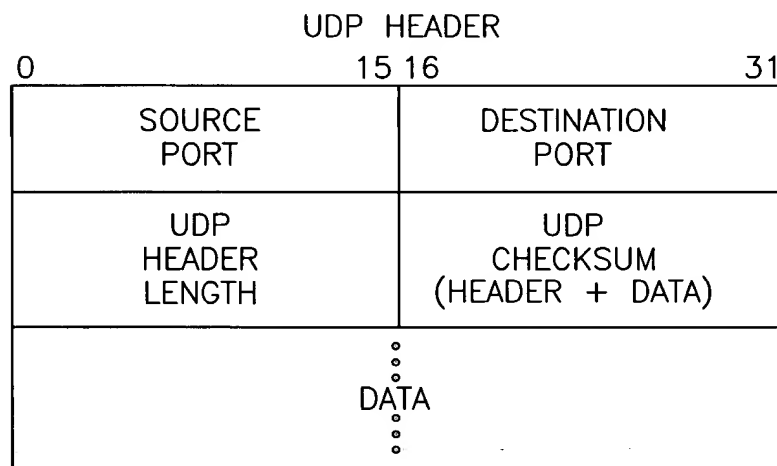 UDP HEADER
0 15 16 31
SOURCE PORT
DESTINATION PORT
UDP HEADER LENGTH
UDP CHECKSUM (HEADER + DATA)
DATA